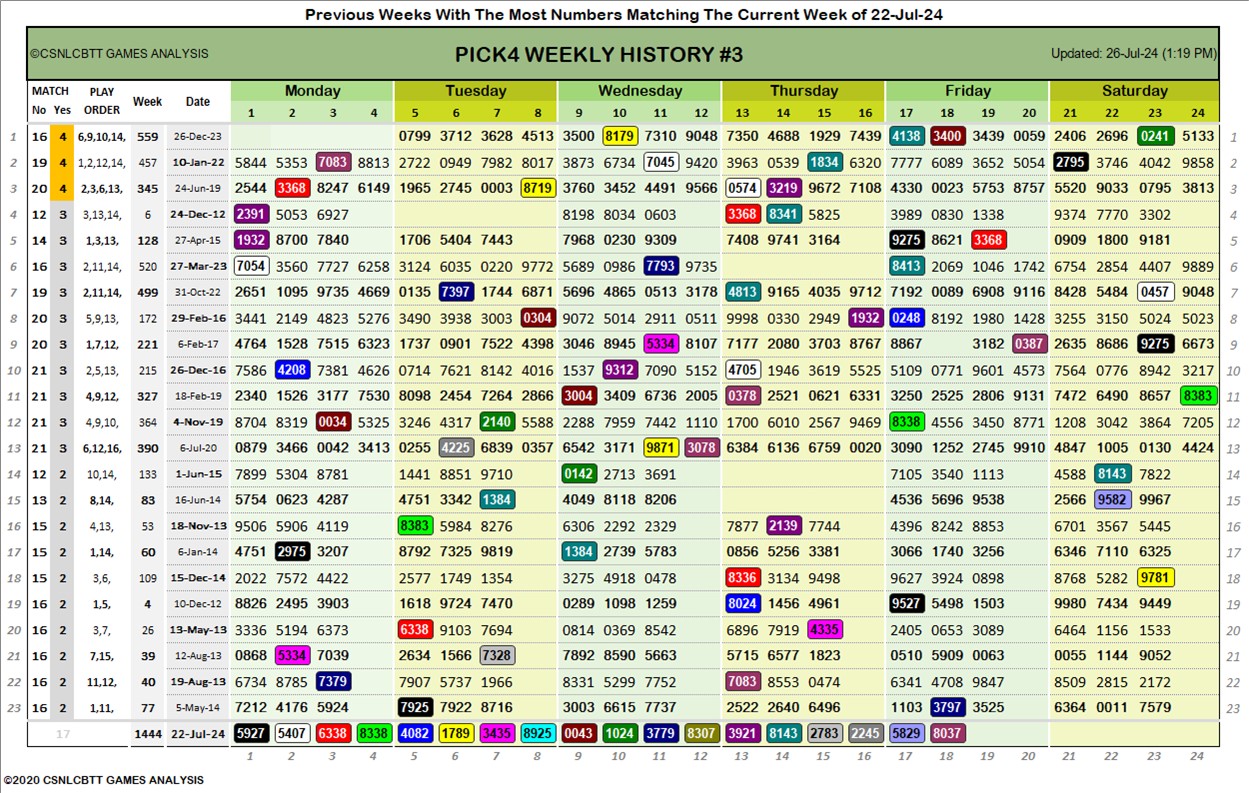 Previous Weeks With The Most Numbers Matching The Current Week of 22-Jul-24
©CSNLCBTT GAMES ANALYSIS PICK4 WEEKLY HISTORY #3 Updated: 26-Jul-24 (1:19 PM)
MATCH PLAY Week Date Monday Tuesday Wednesday Thursday Friday Saturday
No Yes ORDER 1 2 3 4 5 6 7 8 9 10 11 12 13 14 15 16 17 18 19 20 21 22 23 24
1 16 4 6,9,10,14, 559 26-Dec-23 0799 3712 3628 4513 3500 8179 7310 9048 7350 4688 1929 7439 4138 3400 3439 0059 2406 2696 0241 5133 1
2 19 4 1,2,12,14, 457 10-Jan-22 5844 5353 7083 8813 2722 0949 7982 8017 3873 6734 7045 9420 3963 0539 1834 6320 7777 6089 3652 5054 2795 3746 4042 9858 2
3 20 4 2,3,6,13, 345 24-Jun-19 2544 3368 8247 6149 1965 2745 0003 8719 3760 3452 4491 9566 0574 3219 9672 7108 4330 0023 5753 8757 5520 9033 0795 3813 3
4 12 3 3,13,14, 6 24-Dec-12 2391 5053 6927 8198 8034 0603 3368 8341 5825 3989 0830 1338 9374 7770 3302 4
5 14 3 1,3,13, 128 27-Apr-15 1932 8700 7840 1706 5404 7443 7968 0230 9309 7408 9741 3164 9275 8621 3368 0909 1800 9181 5
6 16 3 2,11,14, 520 27-Mar-23 7054 3560 7727 6258 3124 6035 0220 9772 5689 0986 7793 9735 8413 2069 1046 1742 6754 2854 4407 9889 6
7 19 3 2,11,14, 499 31-Oct-22 2651 1095 9735 4669 0135 7397 1744 6871 5696 4865 0513 3178 4813 9165 4035 9712 7192 0089 6908 9116 8428 5484 0457 9048 7
8 20 3 5,9,13, 172 29-Feb-16 3441 2149 4823 5276 3490 3938 3003 0304 9072 5014 2911 0511 9998 0330 2949 1932 0248 8192 1980 1428 3255 3150 5024 5023 8
9 20 3 1,7,12, 221 6-Feb-17 4764 1528 7515 6323 1737 0901 7522 4398 3046 8945 5334 8107 7177 2080 3703 8767 8867 3182 0387 2635 8686 9275 6673 9
10 21 3 2,5,13, 215 26-Dec-16 7586 4208 7381 4626 0714 7621 8142 4016 1537 9312 7090 5152 4705 1946 3619 5525 5109 0771 9601 4573 7564 0776 8942 3217 10
11 21 3 4,9,12, 327 18-Feb-19 2340 1526 3177 7530 8098 2454 7264 2866 3004 3409 6736 2005 0378 2521 0621 6331 3250 2525 2806 9131 7472 6490 8657 8383 11
12 21 3 4,9,10, 364 4-Nov-19 8704 8319 0034 5235 3246 4317 2140 5588 2288 7959 7442 1110 1700 6010 2567 9469 8338 4556 3450 8771 1208 3042 3864 7205 12
13 21 3 6,12,16, 390 6-Jul-20 0879 3466 0042 3413 0255 4225 6839 0357 6542 3171 9871 3078 6384 6136 6759 0020 3090 1252 2745 9910 4847 1005 0130 4424 13
14 12 2 10,14, 133 1-Jun-15 7899 5304 8781 1441 8851 9710 0142 2713 3691 7105 3540 1113 4588 8143 7822 14
15 13 2 8,14, 83 16-Jun-14 5754 0623 4287 4751 3342 1384 4049 8118 8206 4536 5696 9538 2566 9582 9967 15
16 15 2 4,13, 53 18-Nov-13 9506 5906 4119 8383 5984 8276 6306 2292 2329 7877 2139 7744 4396 8242 8853 6701 3567 5445 16
17 15 2 1,14, 60 6-Jan-14 4751 2975 3207 8792 7325 9819 1384 2739 5783 0856 5256 3381 3066 1740 3256 6346 7110 6325 17
18 15 2 3,6, 109 15-Dec-14 2022 7572 4422 2577 1749 1354 3275 4918 0478 8336 3134 9498 9627 3924 0898 8768 5282 9781 18
19 16 2 1,5, 4 10-Dec-12 8826 2495 3903 1618 9724 7470 0289 1098 1259 8024 1456 4961 9527 5498 1503 9980 7434 9449 19
20 16 2 3,7, 26 13-May-13 3336 5194 6373 6338 9103 7694 0814 0369 8542 6896 7919 4335 2405 0653 3089 6464 1156 1533 20
21 16 2 7,15, 39 12-Aug-13 0868 5334 7039 2634 1566 7328 7892 8590 5663 5715 6577 1823 0510 5909 0063 0055 1144 9052 21
22 16 2 11,12, 40 19-Aug-13 6734 8785 7379 7905 5737 1966 8331 5299 7752 7083 8553 0474 6341 4708 9847 8509 2815 2172 22
23 16 2 1,11, 77 5-May-14 7212 4176 5924 7925 7922 8716 3003 6615 7737 2522 2640 6496 1103 3797 3525 6364 0011 7579 23
17 1444 22-Jul-24 5927 5407 6338 8338 4082 1789 3435 8925 0043 1024 3779 8307 3921 8143 2783 2245 5829 8037
1 2 3 4 5 6 7 8 9 10 11 12 13 14 15 16 17 18 19 20 21 22 23 24
©2020 CSNLCBTT GAMES ANALYSIS